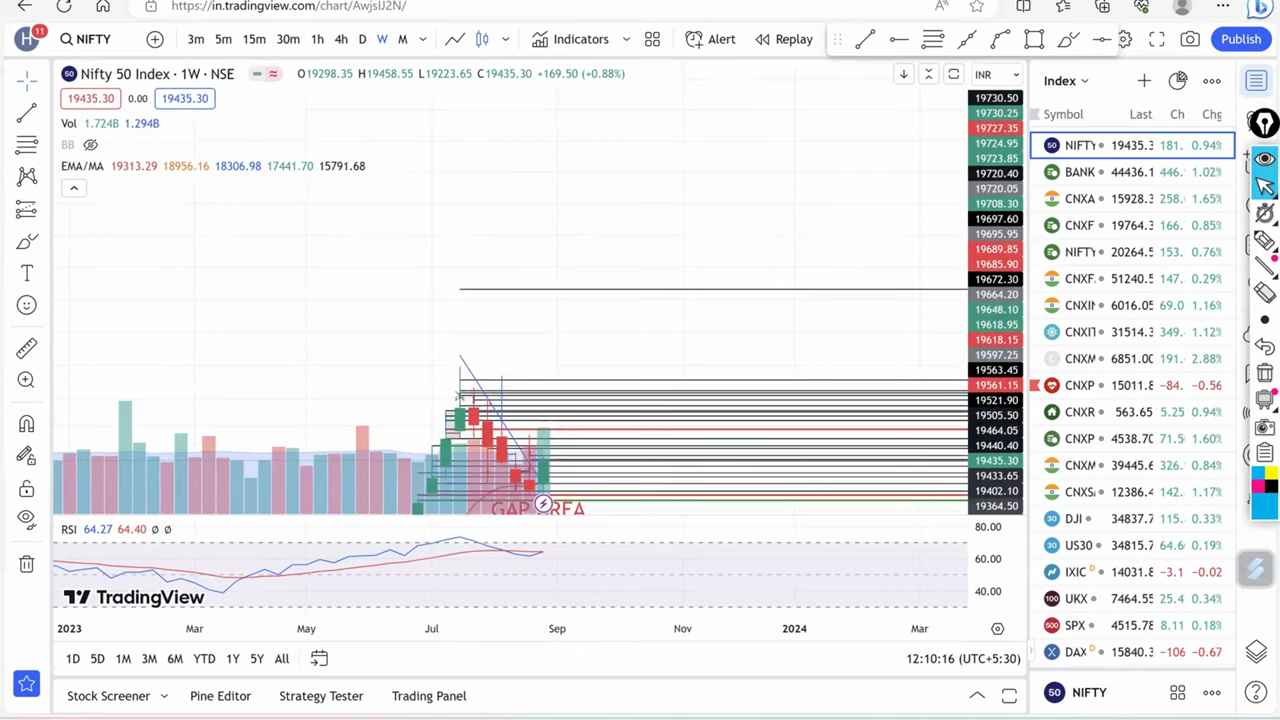 https://in.tradingview.com/chart/AwjsIJ2N/
H 11 NIFTY 3m 5m 15m 30m 1h 4h D W M Indicators Alert Replay Publish
50 Nifty 50 Index · 1W · NSE O19298.35 H19458.55 L19223.65 C19435.30 +169.50 (+0.88%) INR
19435.30 0.00 19435.30
Vol 1.724B 1.294B
BB
EMA/MA 19313.29 18956.16 18306.98 17441.70 15791.68
19730.50
19730.25
19727.35
19724.95
19723.85
19720.40
19720.05
19708.30
19697.60
19695.95
19689.85
19685.90
19672.30
19664.20
19648.10
19618.95
19618.15
19597.25
19563.45
19561.15
19521.90
19505.50
19464.05
19440.40
19435.30
19433.65
19402.10
19364.50
RSI 64.27 64.40 ø ø
80.00
60.00
40.00
TradingView
2023 Mar May Jul Sep Nov 2024 Mar
1D 5D 1M 3M 6M YTD 1Y 5Y All 12:10:16 (UTC+5:30)
Stock Screener Pine Editor Strategy Tester Trading Panel
Index
Symbol Last Ch Chg
50 NIFTY 19435.3 181. 0.94%
BANK 44436.1 446. 1.02%
CNXA 15928.3 258. 1.65%
CNXF 19764.3 166. 0.85%
NIFTY 20264.5 153. 0.76%
CNXF. 51240.5 147. 0.29%
CNXIN 6016.05 69.0 1.16%
CNXIT 31514.3 349. 1.12%
CNXM 6851.00 191. 2.88%
CNXP 15011.8 -84. -0.56
CNXR 563.65 5.25 0.94%
CNXP 4538.70 71.5 1.60%
CNXM 39445.6 326. 0.84%
CNXS 12386.4 142. 1.17%
30 DJI 34837.7 115. 0.33%
30 US30 34815.7 64.6 0.19%
IXIC D 14031.8 -3.1 -0.02
100 UKX 7464.55 25.4 0.34%
500 SPX 4515.78 8.11 0.18%
DAX D 15840.3 -106 -0.67
50 NIFTY